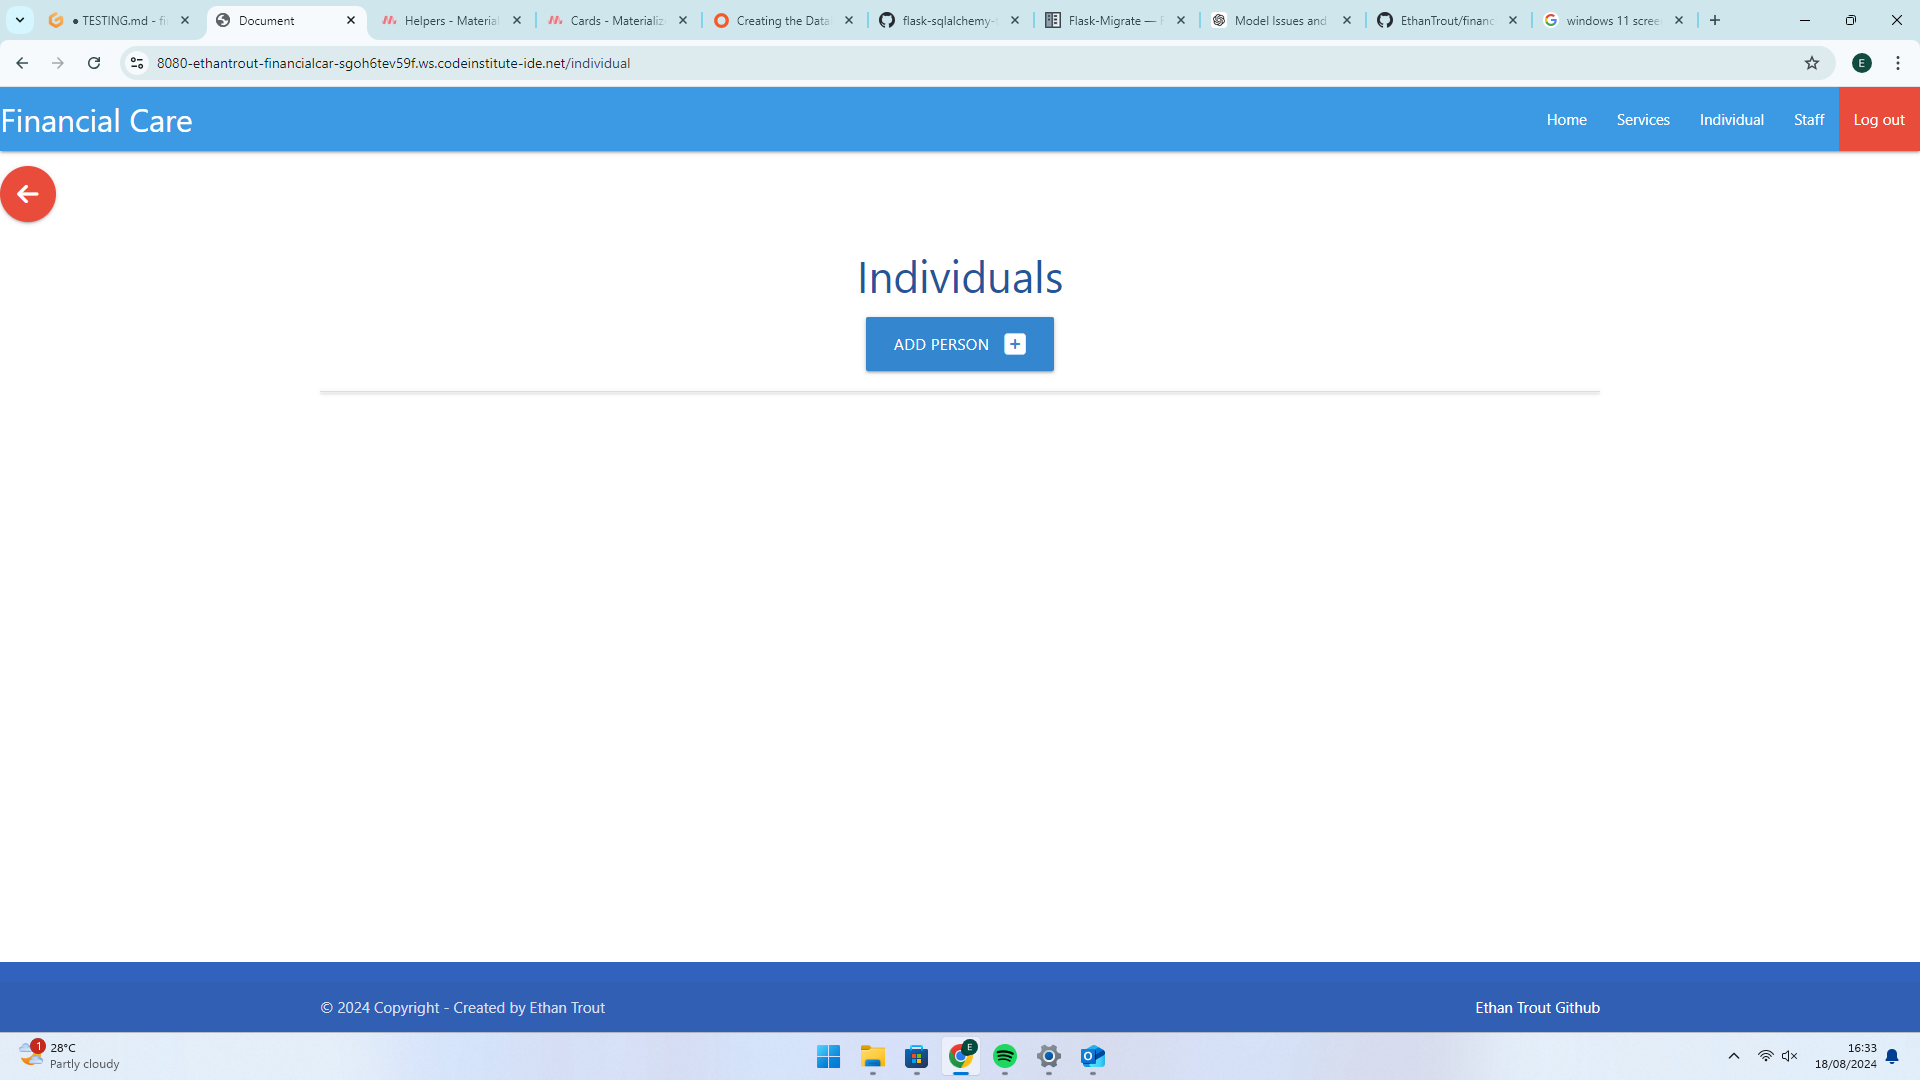 ● TESTING.md - fi
Document
Helpers - Material
Cards - Materializ
Creating the Data
flask-sqlalchemy-
Flask-Migrate —
Model Issues and
EthanTrout/financ
windows 11 scree
8080-ethantrout-financialcar-sgoh6tev59f.ws.codeinstitute-ide.net/individual
E
Financial Care
Home
Services
Individual
Staff
Log out
Individuals
ADD PERSON
© 2024 Copyright - Created by Ethan Trout
Ethan Trout Github
1
28°C
Partly cloudy
E
O
16:33
18/08/2024